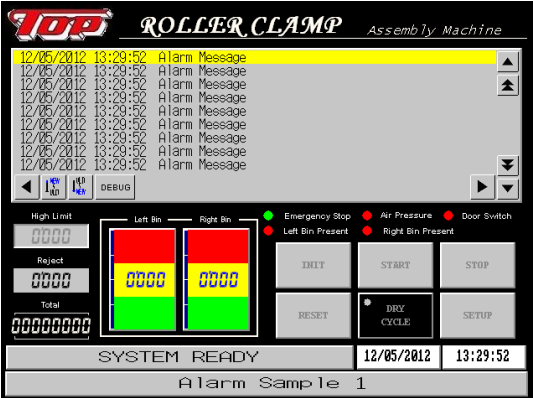 Top ROLLER CLAMP Assembly Machine
12/05/2012 13:29:52 Alarm Message
12/05/2012 13:29:52 Alarm Message
12/05/2012 13:29:52 Alarm Message
12/05/2012 13:29:52 Alarm Message
12/05/2012 13:29:52 Alarm Message
12/05/2012 13:29:52 Alarm Message
12/05/2012 13:29:52 Alarm Message
12/05/2012 13:29:52 Alarm Message
12/05/2012 13:29:52 Alarm Message
NEW OLD OLD NEW DEBUG
High Limit Left Bin Right Bin Emergency Stop Air Pressure Door Switch
0000 Left Bin Present Right Bin Present
Reject
0000 0000 0000 INIT START STOP
Total
00000000 RESET DRY CYCLE SETUP
SYSTEM READY 12/05/2012 13:29:52
Alarm Sample 1